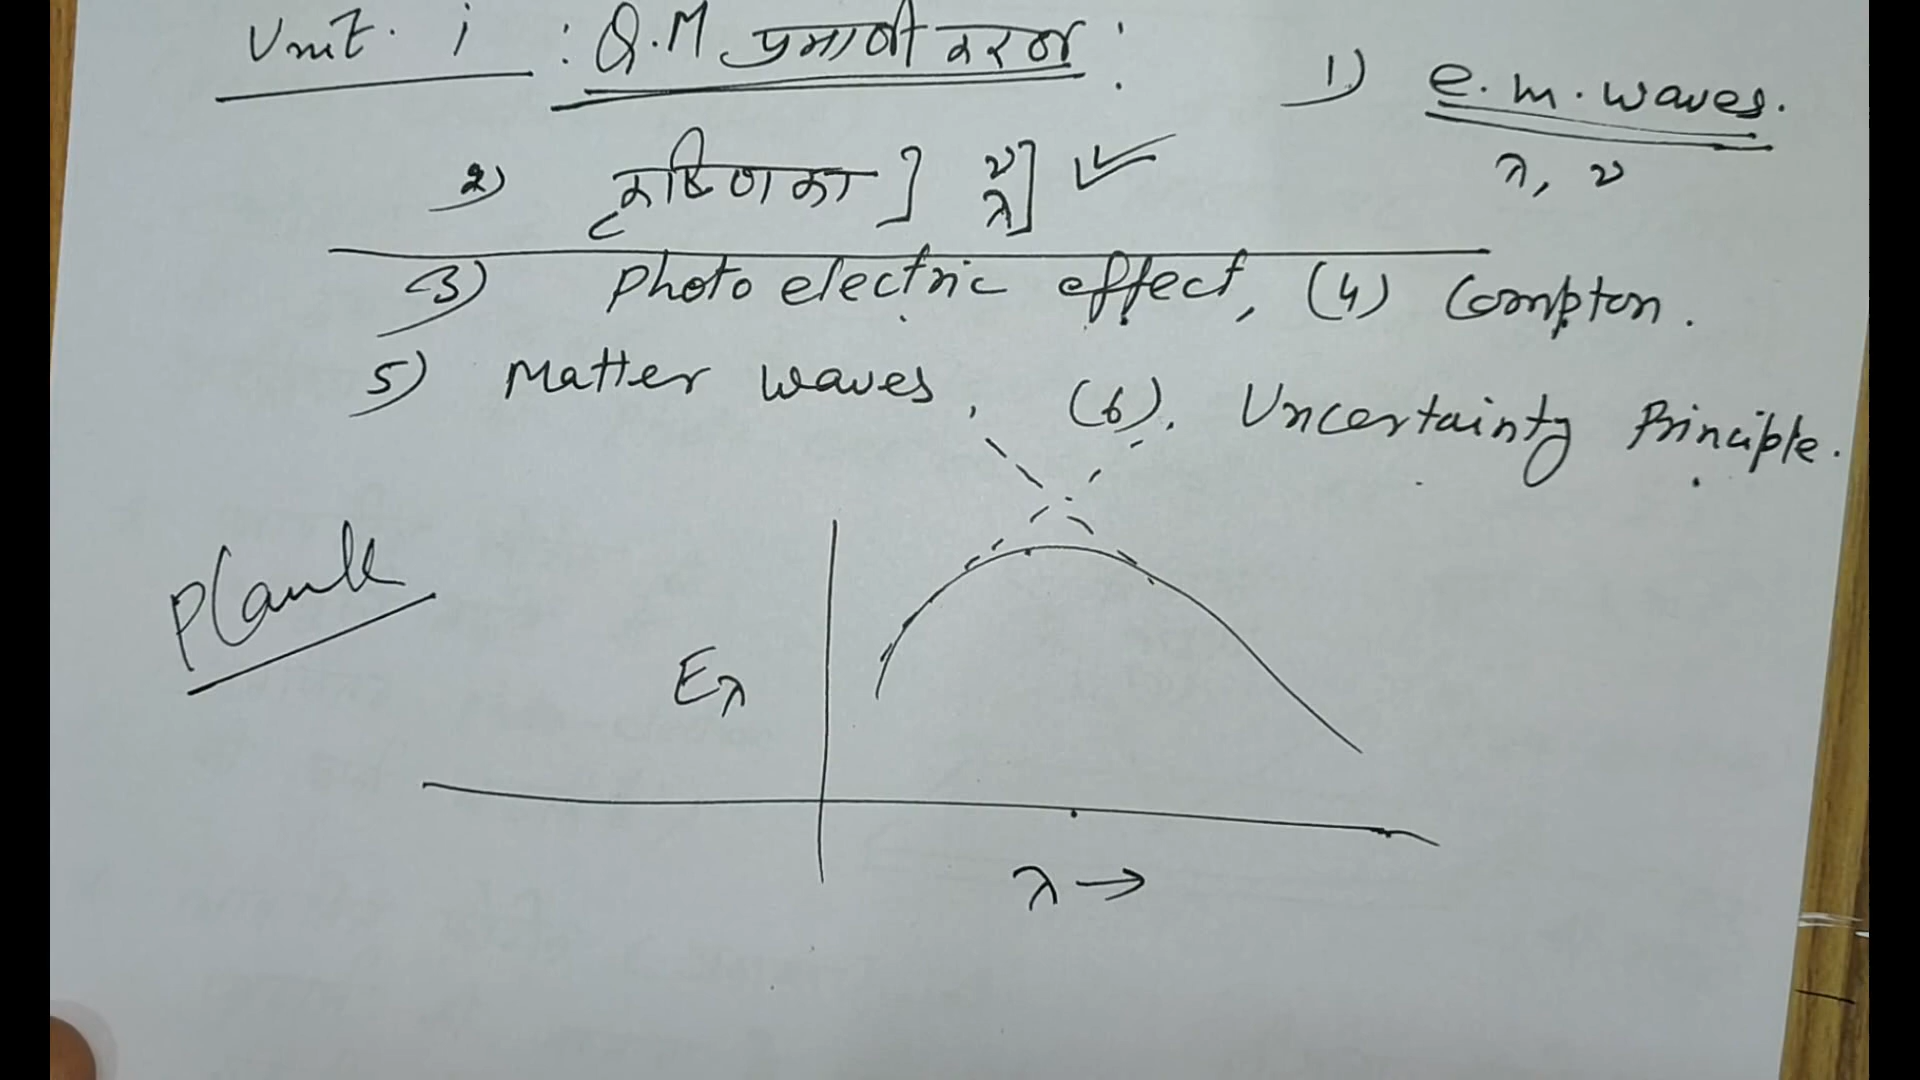 Unit. i : Q.M प्रमात्री करण :
1) e.m.waves.
λ, ν
2) कृष्णिका ] ν λ ] ✓
(3) Photo electric effect, (4) Compton.
5) Matter waves, (6). Uncertainty Principle.
Planck
Eλ
λ →